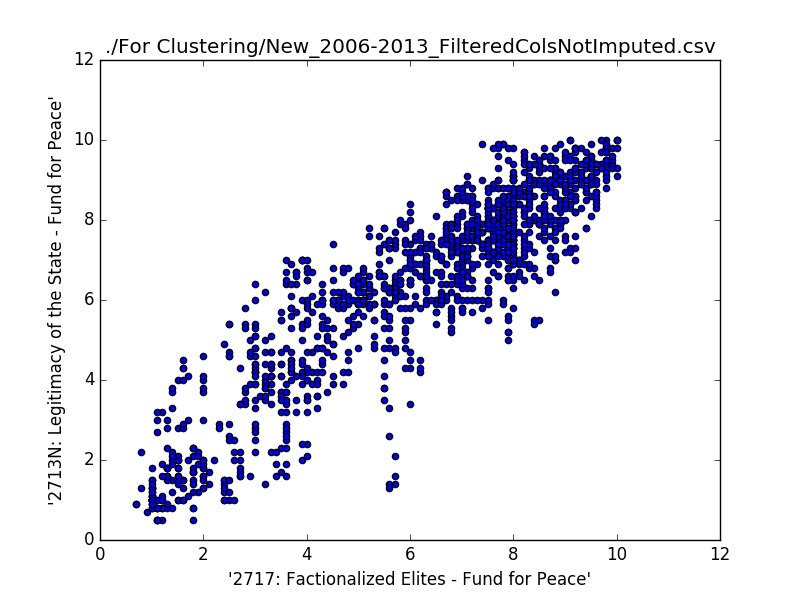 ./For Clustering/New_2006-2013_FilteredColsNotImputed.csv
12
10
8
6
4
2
0
'2713N: Legitimacy of the State - Fund for Peace'
0 2 4 6 8 10 12
'2717: Factionalized Elites - Fund for Peace'